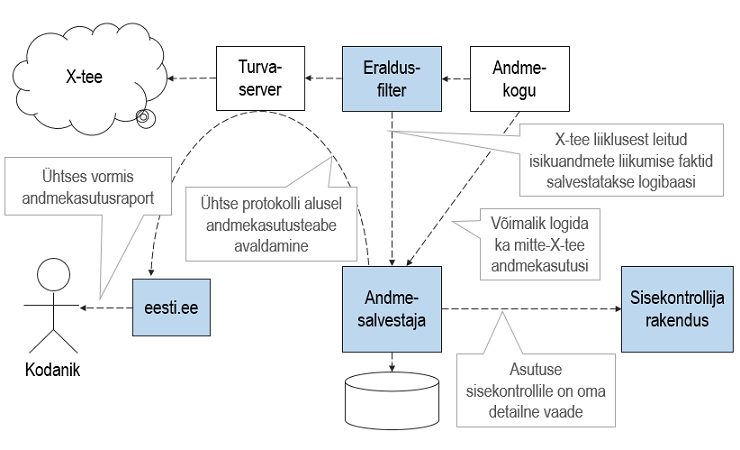 X-tee
Turva-
server
Eraldus-
filter
Andme-
kogu
X-tee liiklusest leitud
isikuandmete liikumise faktid
salvestatakse logibaasi
Ühtses vormis
andmekasutusraport
Ühtse protokolli alusel
andmekasutusteabe
avaldamine
Võimalik logida
ka mitte-X-tee
andmekasutusi
Kodanik
eesti.ee
Andme-
salvestaja
Sisekontrollija
rakendus
Asutuse
sisekontrollile on oma
detailne vaade